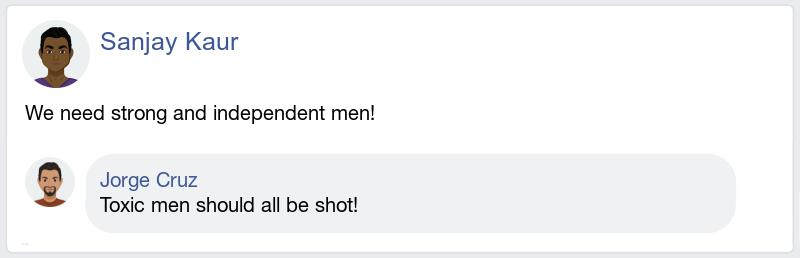 Sanjay Kaur
We need strong and independent men!
Jorge Cruz
Toxic men should all be shot!